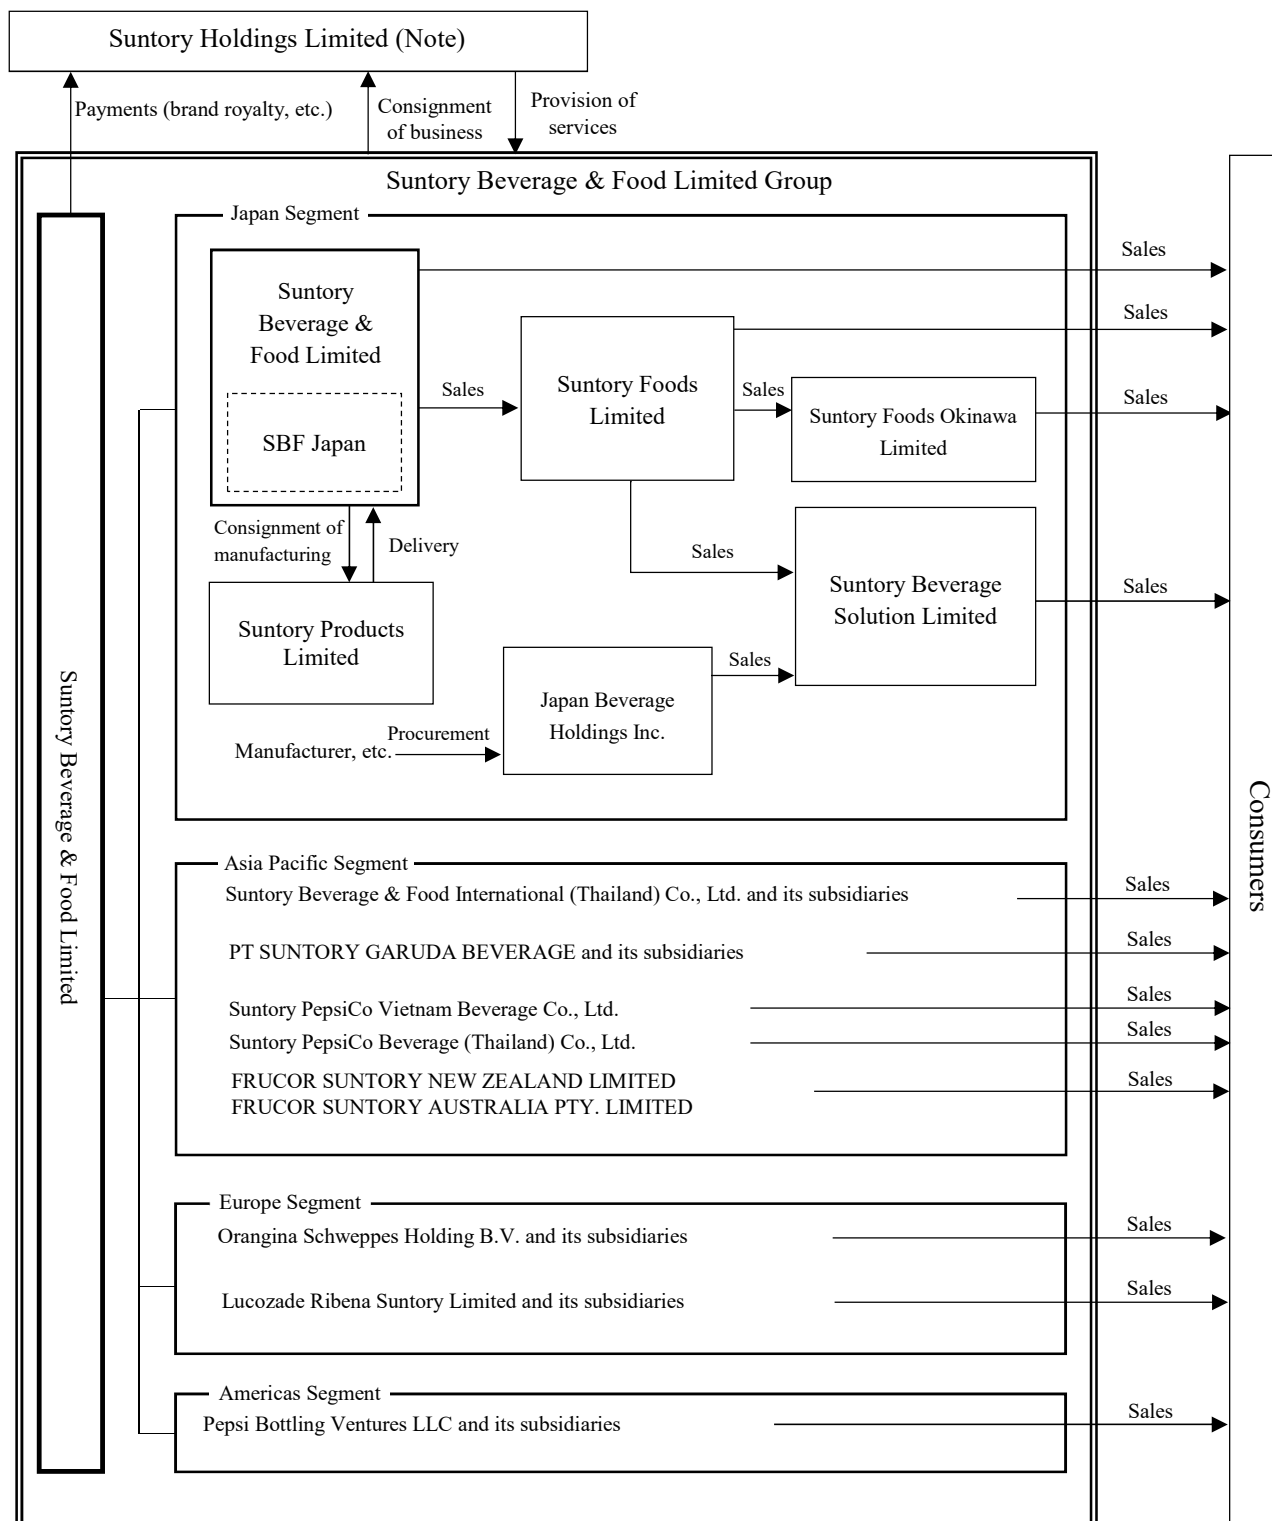 Suntory Holdings Limited (Note)
Payments (brand royalty, etc.)
Consignment
of business
Provision of
services
Suntory Beverage & Food Limited Group
Suntory Beverage & Food Limited
Japan Segment
Suntory
Beverage &
Food Limited
SBF Japan
Sales
Suntory Foods
Limited
Sales
Suntory Foods Okinawa
Limited
Sales
Sales
Sales
Consignment of
manufacturing
Delivery
Sales
Suntory Beverage
Solution Limited
Sales
Suntory Products
Limited
Sales
Japan Beverage
Holdings Inc.
Procurement
Manufacturer, etc.
Consumers
Asia Pacific Segment
Suntory Beverage & Food International (Thailand) Co., Ltd. and its subsidiaries
Sales
PT SUNTORY GARUDA BEVERAGE and its subsidiaries
Sales
Suntory PepsiCo Vietnam Beverage Co., Ltd.
Sales
Suntory PepsiCo Beverage (Thailand) Co., Ltd.
Sales
FRUCOR SUNTORY NEW ZEALAND LIMITED
FRUCOR SUNTORY AUSTRALIA PTY. LIMITED
Sales
Europe Segment
Orangina Schweppes Holding B.V. and its subsidiaries
Sales
Lucozade Ribena Suntory Limited and its subsidiaries
Sales
Americas Segment
Pepsi Bottling Ventures LLC and its subsidiaries
Sales